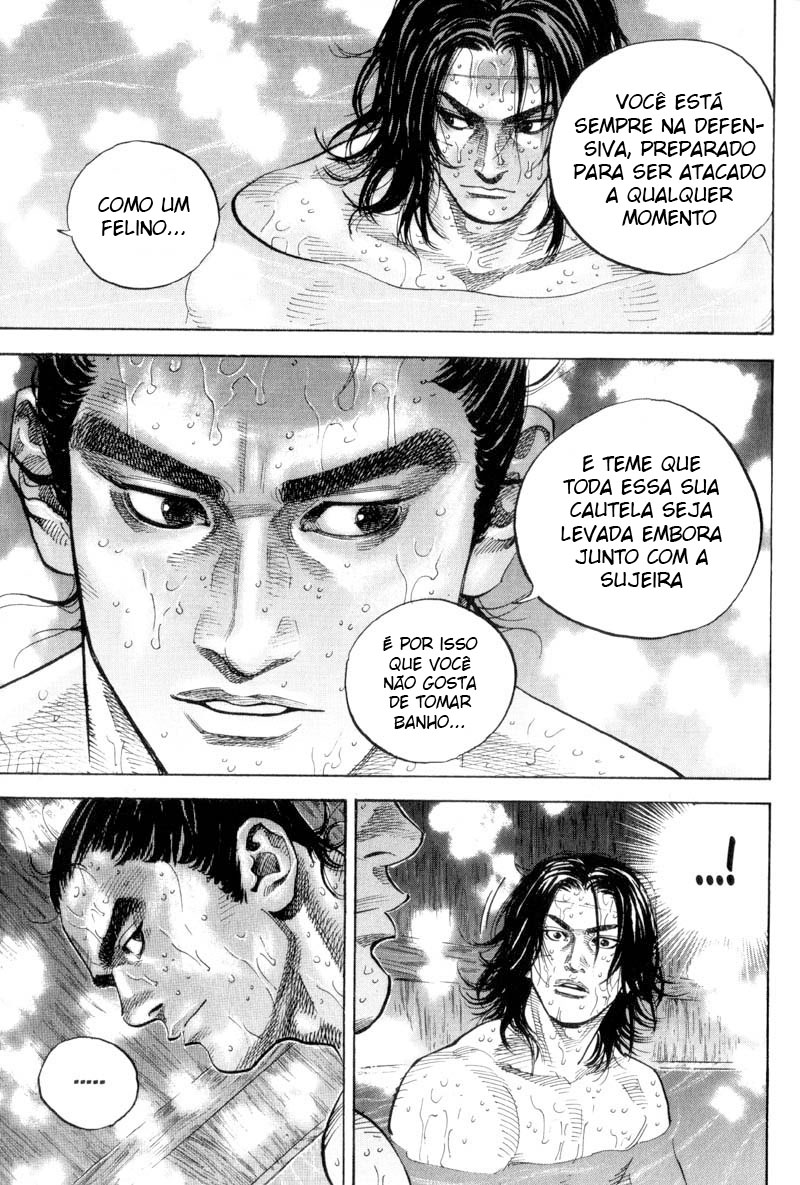 VOCÊ ESTÁ
SEMPRE NA DEFEN-
SIVA, PREPARADO
PARA SER ATACADO
A QUALQUER
MOMENTO
COMO UM
FELINO...
E TEME QUE
TODA ESSA SUA
CAUTELA SEJA
LEVADA EMBORA
JUNTO COM A
SUJEIRA
É POR ISSO
QUE VOCÊ
NÃO GOSTA
DE TOMAR
BANHO...
....!
.....